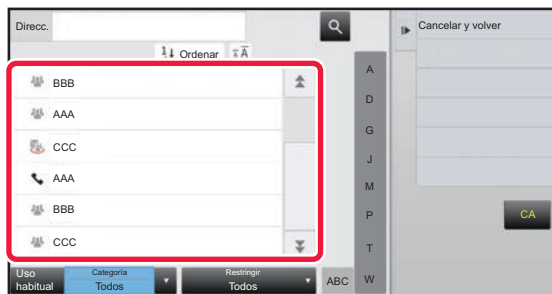 Direcc.
Cancelar y volver
Ordenar
BBB
AAA
CCC
AAA
BBB
CCC
A
D
G
J
M
P
T
W
CA
Uso habitual
Categoría
Todos
Restringir
Todos
ABC